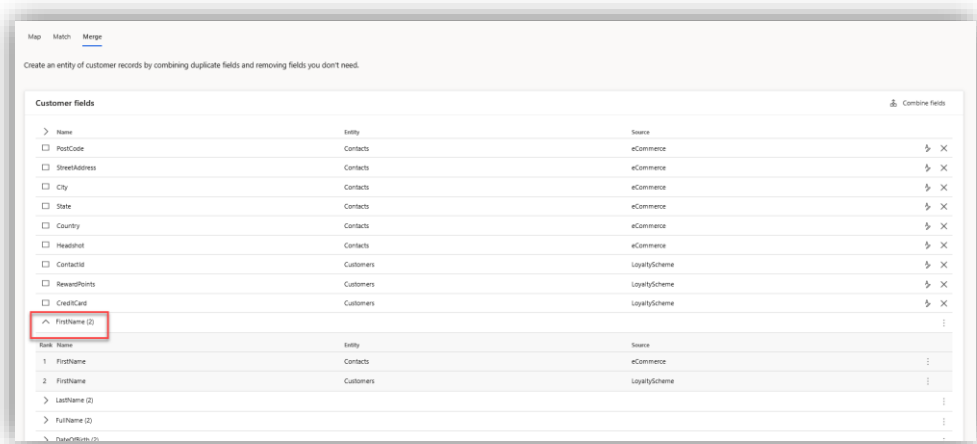 Map Match Merge
Create an entity of customer records by combining duplicate fields and removing fields you don't need.
Customer fields Combine fields
Name Entity Source
PostCode Contacts eCommerce
StreetAddress Contacts eCommerce
City Contacts eCommerce
State Contacts eCommerce
Country Contacts eCommerce
Headshot Contacts eCommerce
ContactId Customers LoyaltyScheme
RewardPoints Customers LoyaltyScheme
CreditCard Customers LoyaltyScheme
FirstName (2)
Rank Name Entity Source
1 FirstName Contacts eCommerce
2 FirstName Customers LoyaltyScheme
LastName (2)
FullName (2)
DateOfBirth (2)